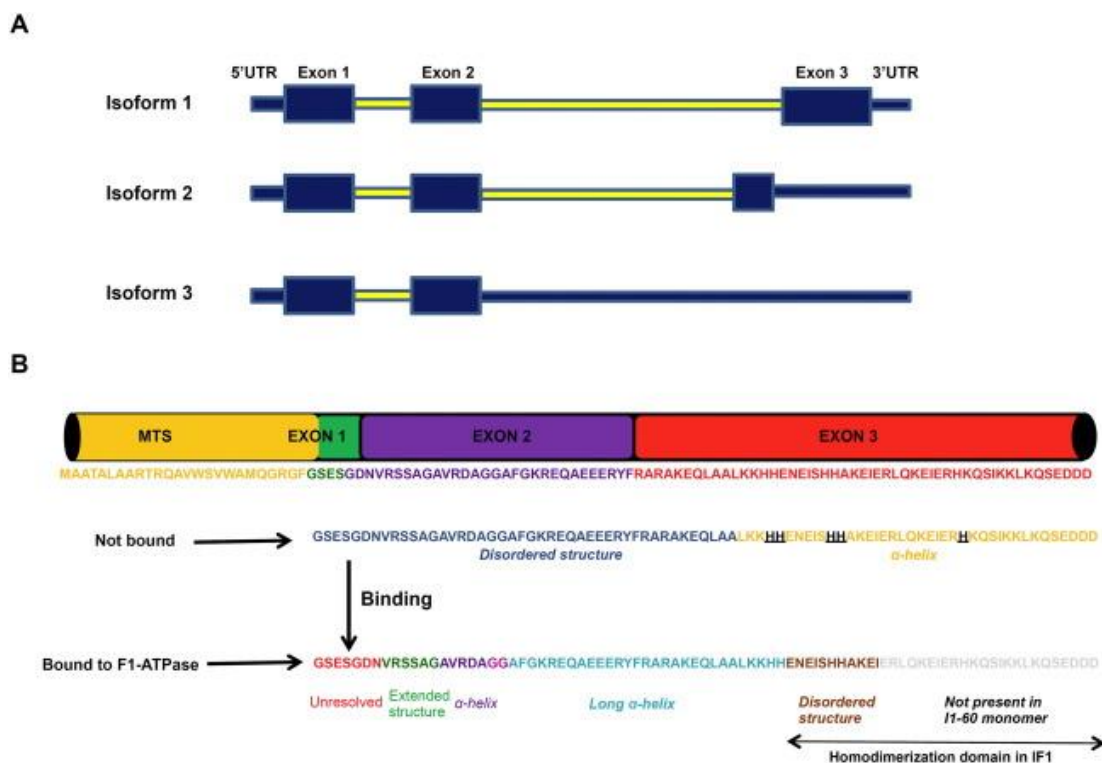 A
5'UTR Exon 1 Exon 2 Exon 3 3'UTR
Isoform 1
Isoform 2
Isoform 3
B
MTS EXON 1 EXON 2 EXON 3
MAATALAARTRQAVWSVWAMQGRGFGSESGDNVRSSAGAVRDAGGAFGKREQAEEERYFRARAKEQLAALKKHHENEISHHAKEIERLQKEIERHKQSIKKLKQSEDDD
Not bound GSESGDNVRSSAGAVRDAGGAFGKREQAEEERYFRARAKEQLAALKKHHENEISHHAKEIERLQKEIERHKQSIKKLKQSEDDD
Disordered structure α-helix
Binding
Bound to F1-ATPase GSESGDNVRSSAGAVRDAGGAFGKREQAEEERYFRARAKEQLAALKKHHENEISHHAKEIERLQKEIERHKQSIKKLKQSEDDD
Unresolved Extended structure α-helix Long α-helix Disordered structure Not present in I1-60 monomer
Homodimerization domain in IF1